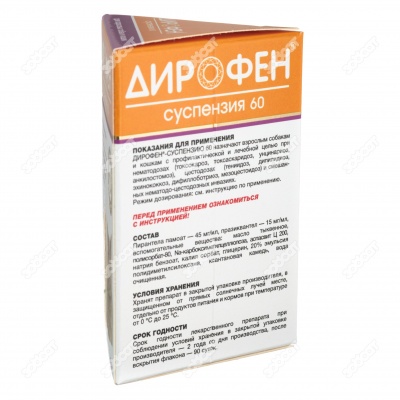 ДИРОФЕН
суспензия 60
ПОКАЗАНИЯ ДЛЯ ПРИМЕНЕНИЯ
ДИРОФЕН®-СУСПЕНЗИЮ 60 назначают взрослым собакам
и кошкам с профилактической и лечебной целью при
нематодозах (токсокароз, токсаскаридоз, унцинариоз,
анкилостомоз), цестодозах (тениидоз, дипилидиоз,
эхинококкоз, дифиллоботриоз, мезоцестоидоз) и смешан-
ных нематодо-цестодозных инвазиях.
Режим дозирования: см. инструкцию по применению.
ПЕРЕД ПРИМЕНЕНИЕМ ОЗНАКОМИТЬСЯ
С ИНСТРУКЦИЕЙ!
СОСТАВ
Пирантела памоат — 45 мг/мл, празиквантел — 15 мг/мл,
вспомогательные вещества: масло тыквенное,
полисорбат-80, Na-карбоксиметилцеллюлоза, аспасвит Ц 200,
натрия бензоат, калия сорбат, глицерин, 20% эмульсия
полидиметилсилоксана, ксантановая камедь, вода
очищенная.
УСЛОВИЯ ХРАНЕНИЯ
Хранят препарат в закрытой упаковке производителя, в
защищенном от прямых солнечных лучей месте,
отдельно от продуктов питания и кормов при температуре
от 0 °C до 25 °C.
СРОК ГОДНОСТИ
Срок годности лекарственного препарата при
соблюдении условий хранения в закрытой упаковке
производителя — 2 года со дня производства, после
вскрытия флакона — 90 суток.